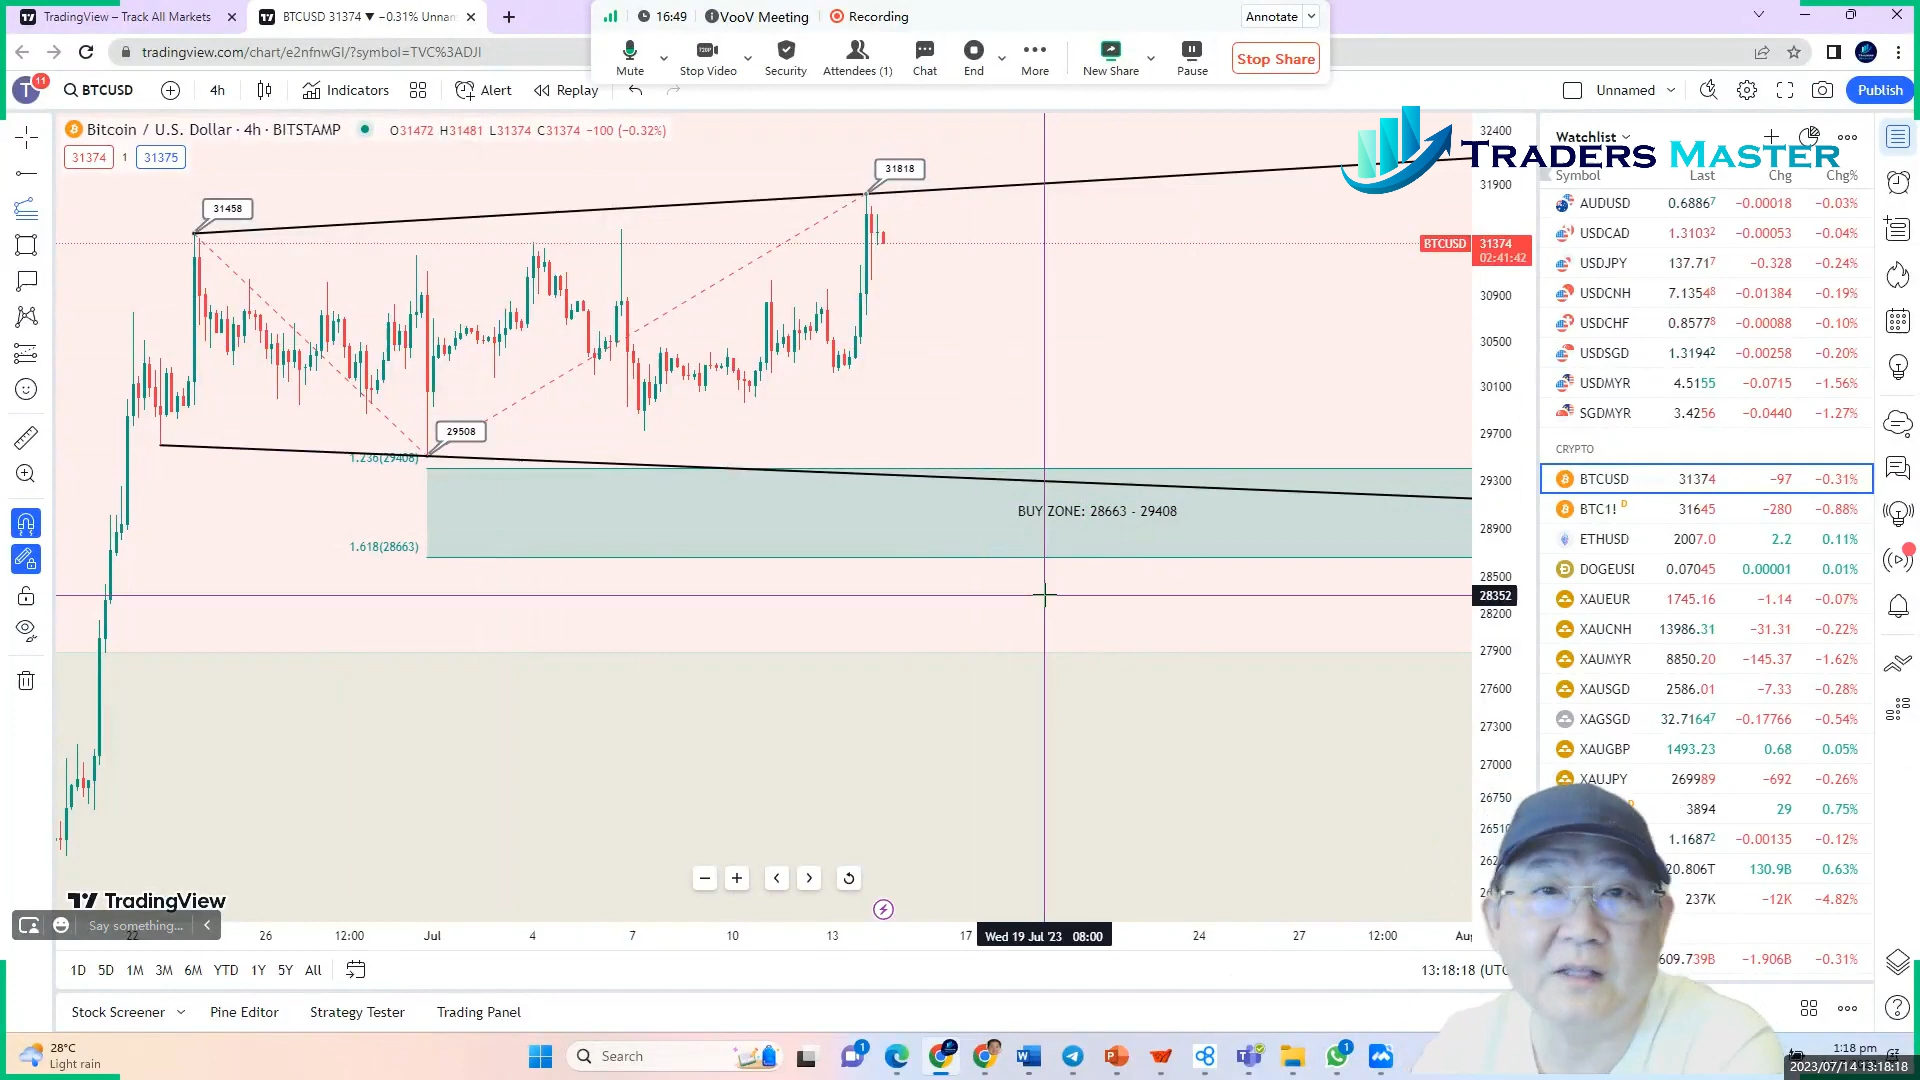 TradingView – Track All Markets
BTCUSD 31374 ▼ −0.31% Unnan
16:49
VooV Meeting
Recording
Annotate
tradingview.com/chart/e2nfnwGI/?symbol=TVC%3ADJI
Mute
Stop Video
Security
Attendees (1)
Chat
End
More
New Share
Pause
Stop Share
T
11
BTCUSD
4h
Indicators
Alert
Replay
Unnamed
Publish
Bitcoin / U.S. Dollar · 4h · BITSTAMP
O31472 H31481 L31374 C31374 −100 (−0.32%)
31374
1
31375
TRADERS MASTER
Watchlist
Symbol Last Chg Chg%
AUDUSD 0.68867 −0.00018 −0.03%
USDCAD 1.31032 −0.00053 −0.04%
USDJPY 137.717 −0.328 −0.24%
USDCNH 7.13548 −0.01384 −0.19%
USDCHF 0.85778 −0.00088 −0.10%
USDSGD 1.31942 −0.00258 −0.20%
USDMYR 4.5155 −0.0715 −1.56%
SGDMYR 3.4256 −0.0440 −1.27%
CRYPTO
BTCUSD 31374 −97 −0.31%
BTC1! D 31645 −280 −0.88%
ETHUSD 2007.0 2.2 0.11%
DOGEUSI 0.07045 0.00001 0.01%
XAUEUR 1745.16 −1.14 −0.07%
XAUCNH 13986.31 −31.31 −0.22%
XAUMYR 8850.20 −145.37 −1.62%
XAUSGD 2586.01 −7.33 −0.28%
XAGSGD 32.71647 −0.17766 −0.54%
XAUGBP 1493.23 0.68 0.05%
XAUJPY 269989 −692 −0.26%
3894 29 0.75%
1.16872 −0.00135 −0.12%
20.806T 130.9B 0.63%
237K −12K −4.82%
609.739B −1.906B −0.31%
31458
31818
29508
1.236(29408)
1.618(28663)
BUY ZONE: 28663 - 29408
32400
31900
BTCUSD 31374
02:41:42
30900
30500
30100
29700
29300
28900
28500
28352
28200
27900
27600
27300
27000
26750
26510
TradingView
Say something...
22
26
12:00
Jul
4
7
10
13
17
Wed 19 Jul '23 08:00
24
27
12:00
Aug
1D 5D 1M 3M 6M YTD 1Y 5Y All
13:18:18 (UTC
Stock Screener
Pine Editor
Strategy Tester
Trading Panel
28°C
Light rain
Search
1
1
1:18 pm
2023/07/14 13:18:18